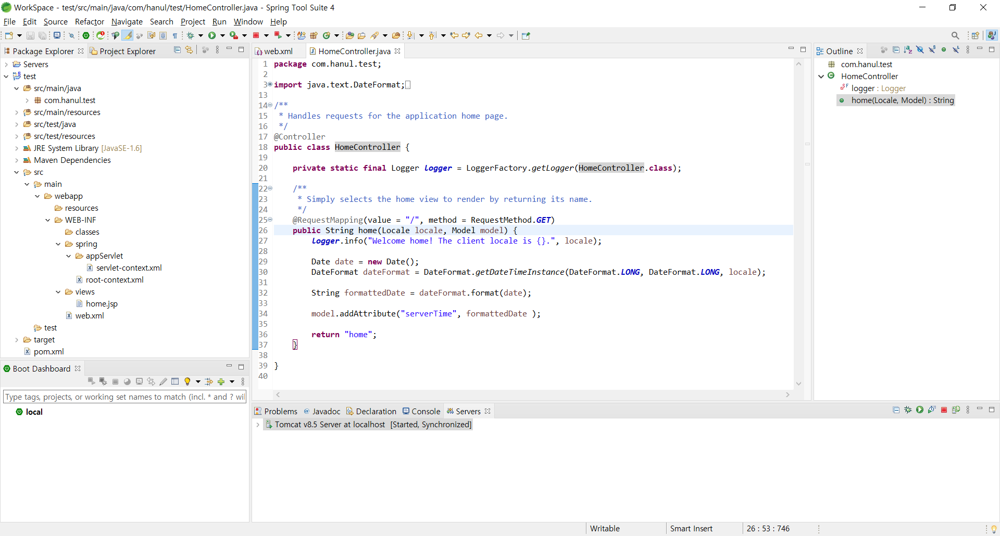 WorkSpace - test/src/main/java/com/hanul/test/HomeController.java - Spring Tool Suite 4
File Edit Source Refactor Navigate Search Project Run Window Help
Package Explorer Project Explorer
Servers
test
src/main/java
com.hanul.test
src/main/resources
src/test/java
src/test/resources
JRE System Library [JavaSE-1.6]
Maven Dependencies
src
main
webapp
resources
WEB-INF
classes
spring
appServlet
servlet-context.xml
root-context.xml
views
home.jsp
web.xml
test
target
pom.xml
Boot Dashboard
Type tags, projects, or working set names to match (incl. * and ? wil
local
web.xml HomeController.java
1 package com.hanul.test;
2
3 import java.text.DateFormat;
13
14 /**
15  * Handles requests for the application home page.
16  */
17 @Controller
18 public class HomeController {
19
20     private static final Logger logger = LoggerFactory.getLogger(HomeController.class);
21
22     /**
23      * Simply selects the home view to render by returning its name.
24      */
25     @RequestMapping(value = "/", method = RequestMethod.GET)
26     public String home(Locale locale, Model model) {
27         logger.info("Welcome home! The client locale is {}.", locale);
28
29         Date date = new Date();
30         DateFormat dateFormat = DateFormat.getDateTimeInstance(DateFormat.LONG, DateFormat.LONG, locale);
31
32         String formattedDate = dateFormat.format(date);
33
34         model.addAttribute("serverTime", formattedDate );
35
36         return "home";
37     }
38
39 }
40
Outline
com.hanul.test
HomeController
logger : Logger
home(Locale, Model) : String
Problems Javadoc Declaration Console Servers
Tomcat v8.5 Server at localhost [Started, Synchronized]
Writable Smart Insert 26 : 53 : 746